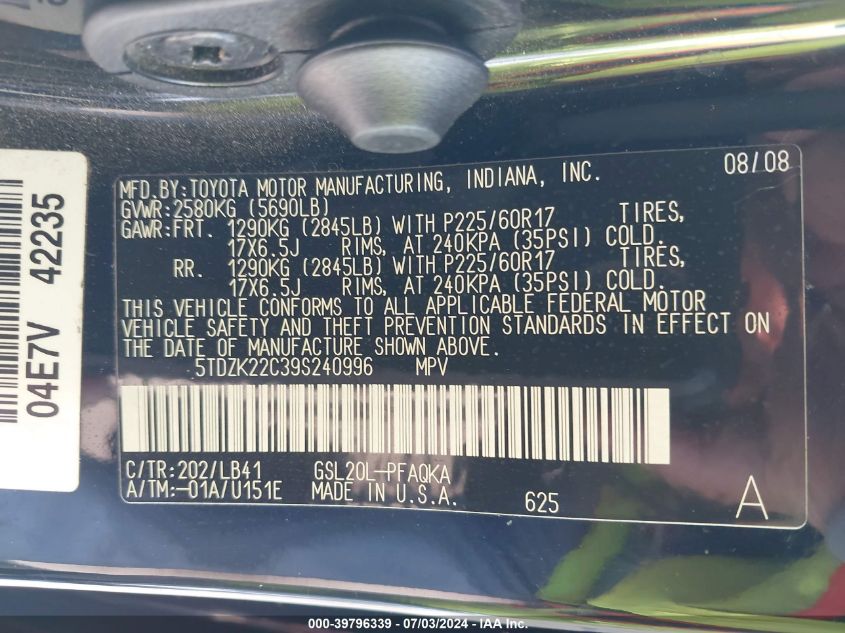 04E7V 42235
MFD.BY:TOYOTA MOTOR MANUFACTURING, INDIANA, INC. 08/08
GVWR:2580KG (5690LB)
GAWR:FRT. 1290KG (2845LB) WITH P225/60R17 TIRES,
17X6.5J RIMS, AT 240KPA (35PSI) COLD.
RR. 1290KG (2845LB) WITH P225/60R17 TIRES,
17X6.5J RIMS, AT 240KPA (35PSI) COLD.
THIS VEHICLE CONFORMS TO ALL APPLICABLE FEDERAL MOTOR
VEHICLE SAFETY AND THEFT PREVENTION STANDARDS IN EFFECT ON
THE DATE OF MANUFACTURE SHOWN ABOVE.
5TDZK22C39S240996 MPV
C/TR:202/LB41 GSL20L-PFAQKA
A/TM:-01A/U151E MADE IN U.S.A. 625 A
000-39796339 - 07/03/2024 - IAA Inc.